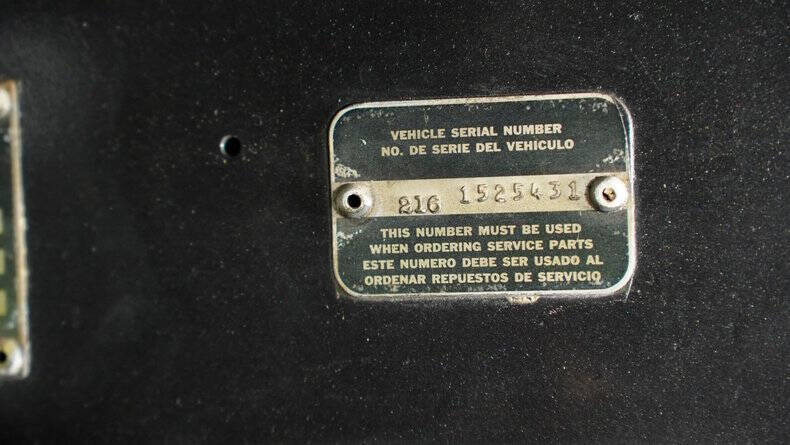 VEHICLE SERIAL NUMBER
NO. DE SERIE DEL VEHICULO
216 1525431
THIS NUMBER MUST BE USED
WHEN ORDERING SERVICE PARTS
ESTE NUMERO DEBE SER USADO AL
ORDENAR REPUESTOS DE SERVICIO